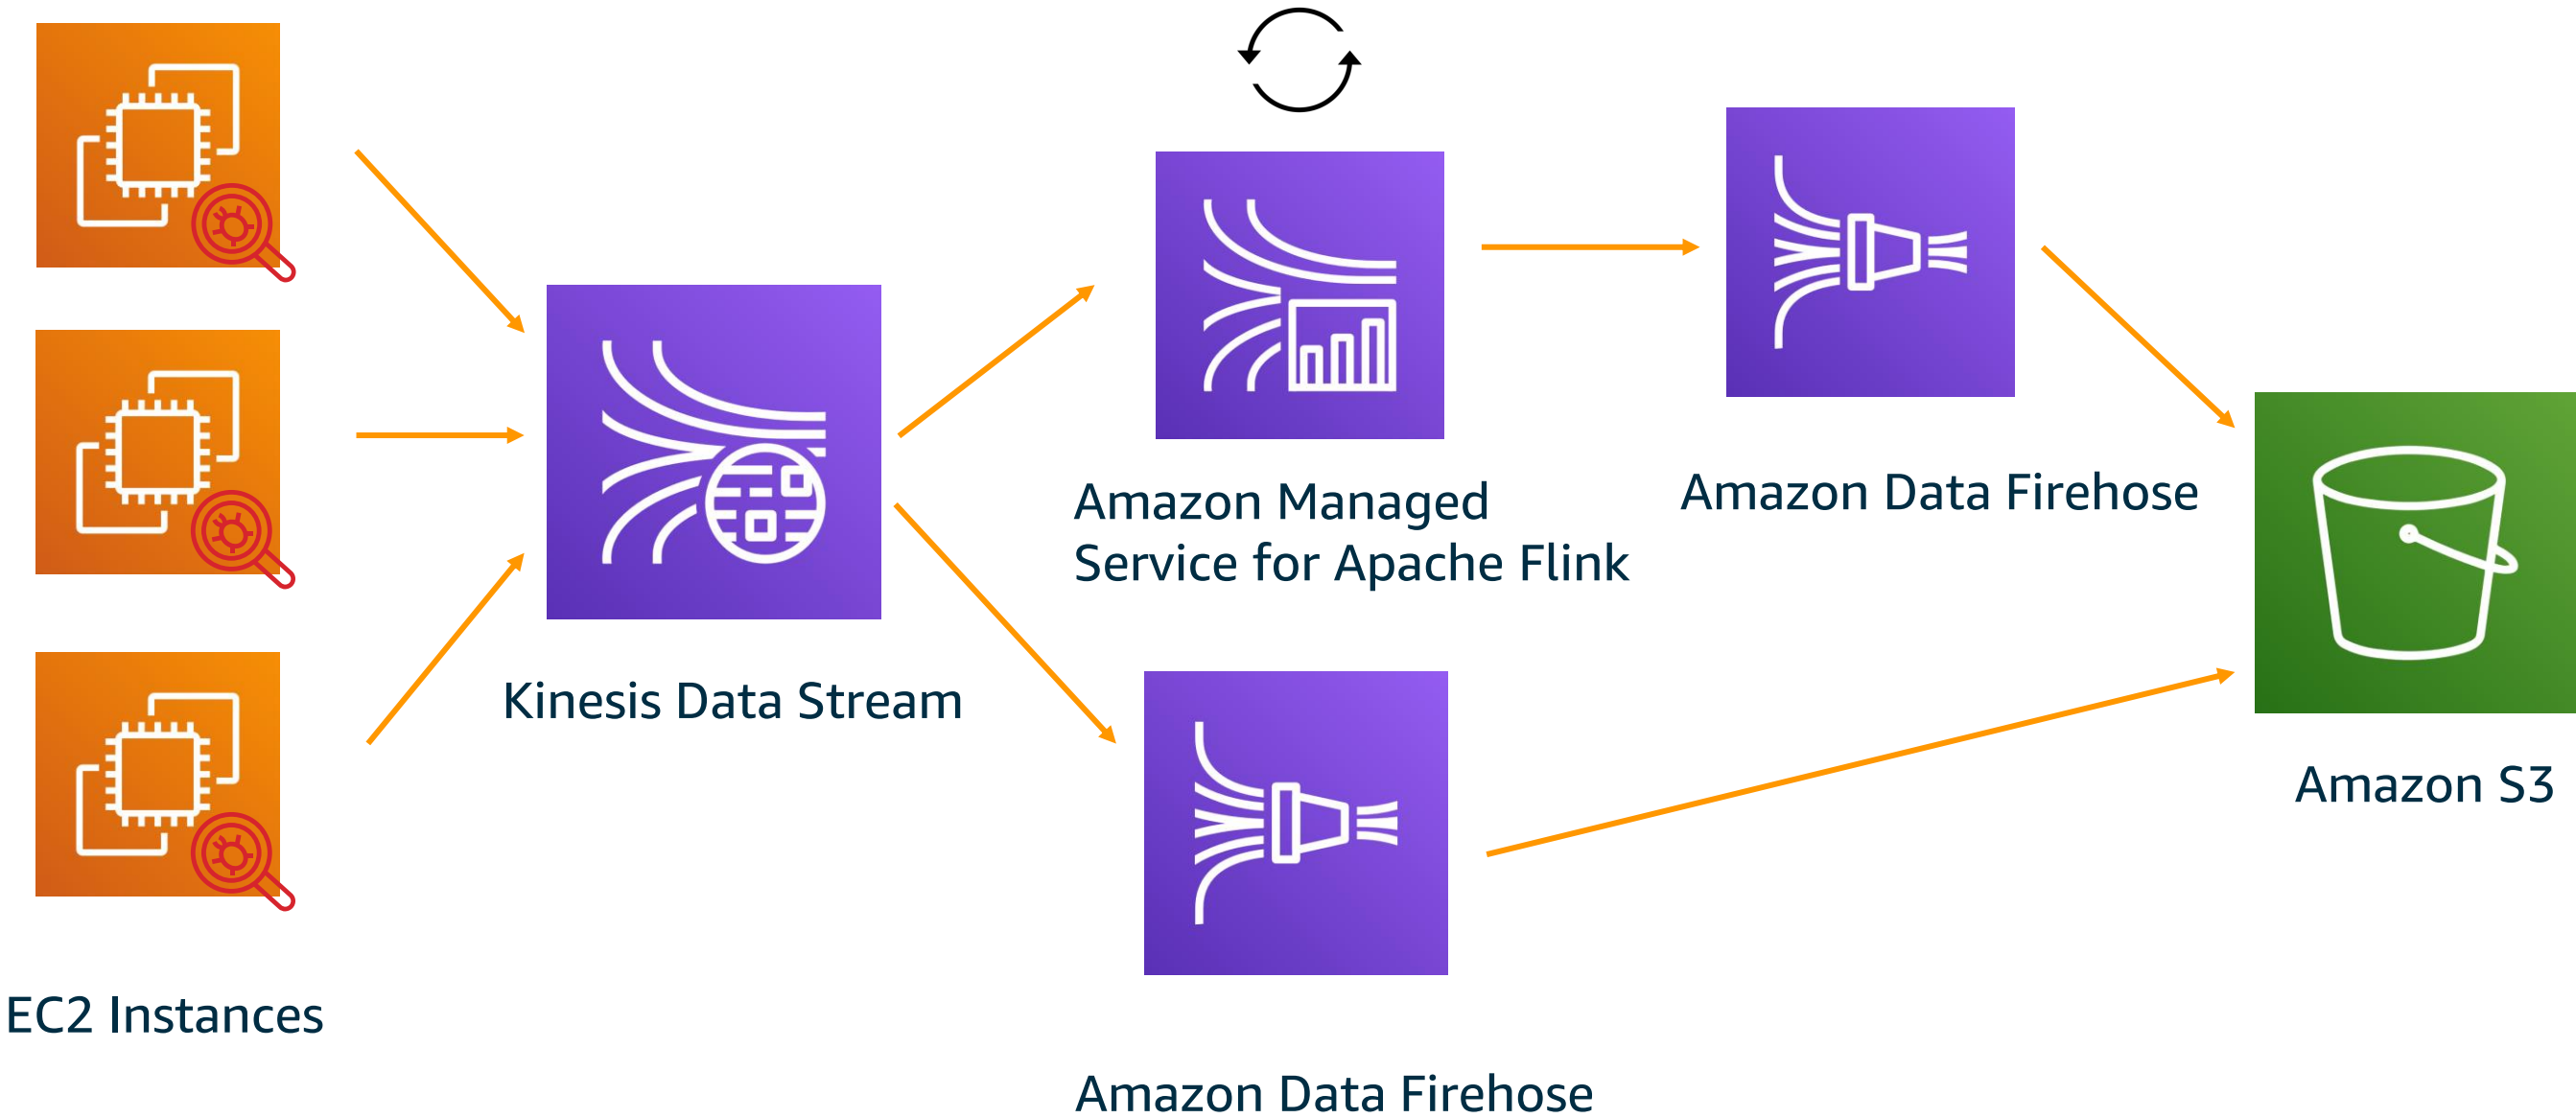 EC2 Instances
Kinesis Data Stream
Amazon Managed
Service for Apache Flink
Amazon Data Firehose
Amazon Data Firehose
Amazon S3